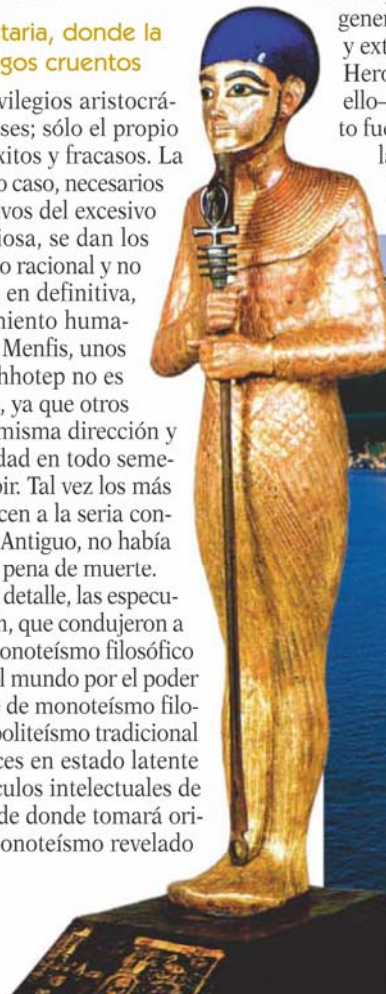 taria, donde la
gos cruentos
vilegios aristocrá-
ses; sólo el propio
xitos y fracasos. La
o caso, necesarios
vos del excesivo
iosa, se dan los
o racional y no
en definitiva,
miento huma-
Menfis, unos
hhotep no es
, ya que otros
misma dirección y
dad en todo seme-
bir. Tal vez los más
cen a la seria con-
Antiguo, no había
pena de muerte.
detalle, las especu-
n, que condujeron a
onoteísmo filosófico
l mundo por el poder
e de monoteísmo filo-
politeísmo tradicional
ces en estado latente
culos intelectuales de
de donde tomará ori-
onoteísmo revelado
gener
y ext
Heró
ello–
to fue
la